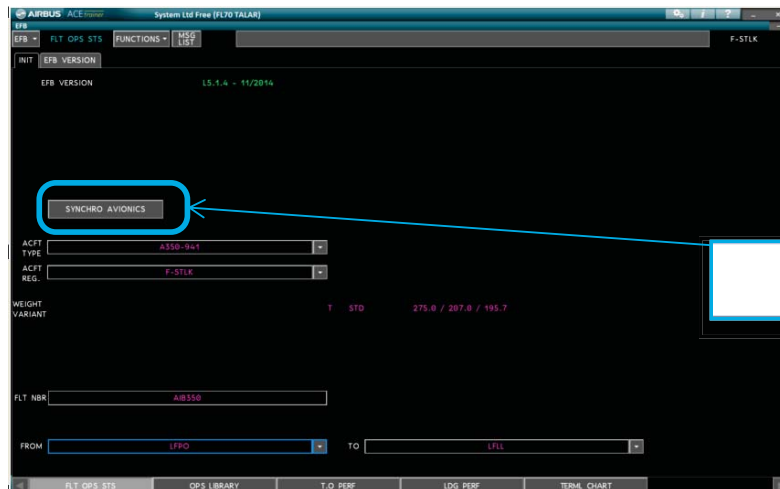 AIRBUS ACEtrainer System Ltd Free (FL70 TALAR)
EFB
EFB FLT OPS STS FUNCTIONS MSG LIST F-STLK
INIT EFB VERSION
EFB VERSION L5.1.4 - 11/2014
SYNCHRO AVIONICS
ACFT TYPE A350-941
ACFT REG. F-STLK
WEIGHT VARIANT T STD 275.0 / 207.0 / 195.7
FLT NBR AIB350
FROM LFPO TO LFLL
FLT OPS STS OPS LIBRARY T.O PERF LDG PERF TERML CHART